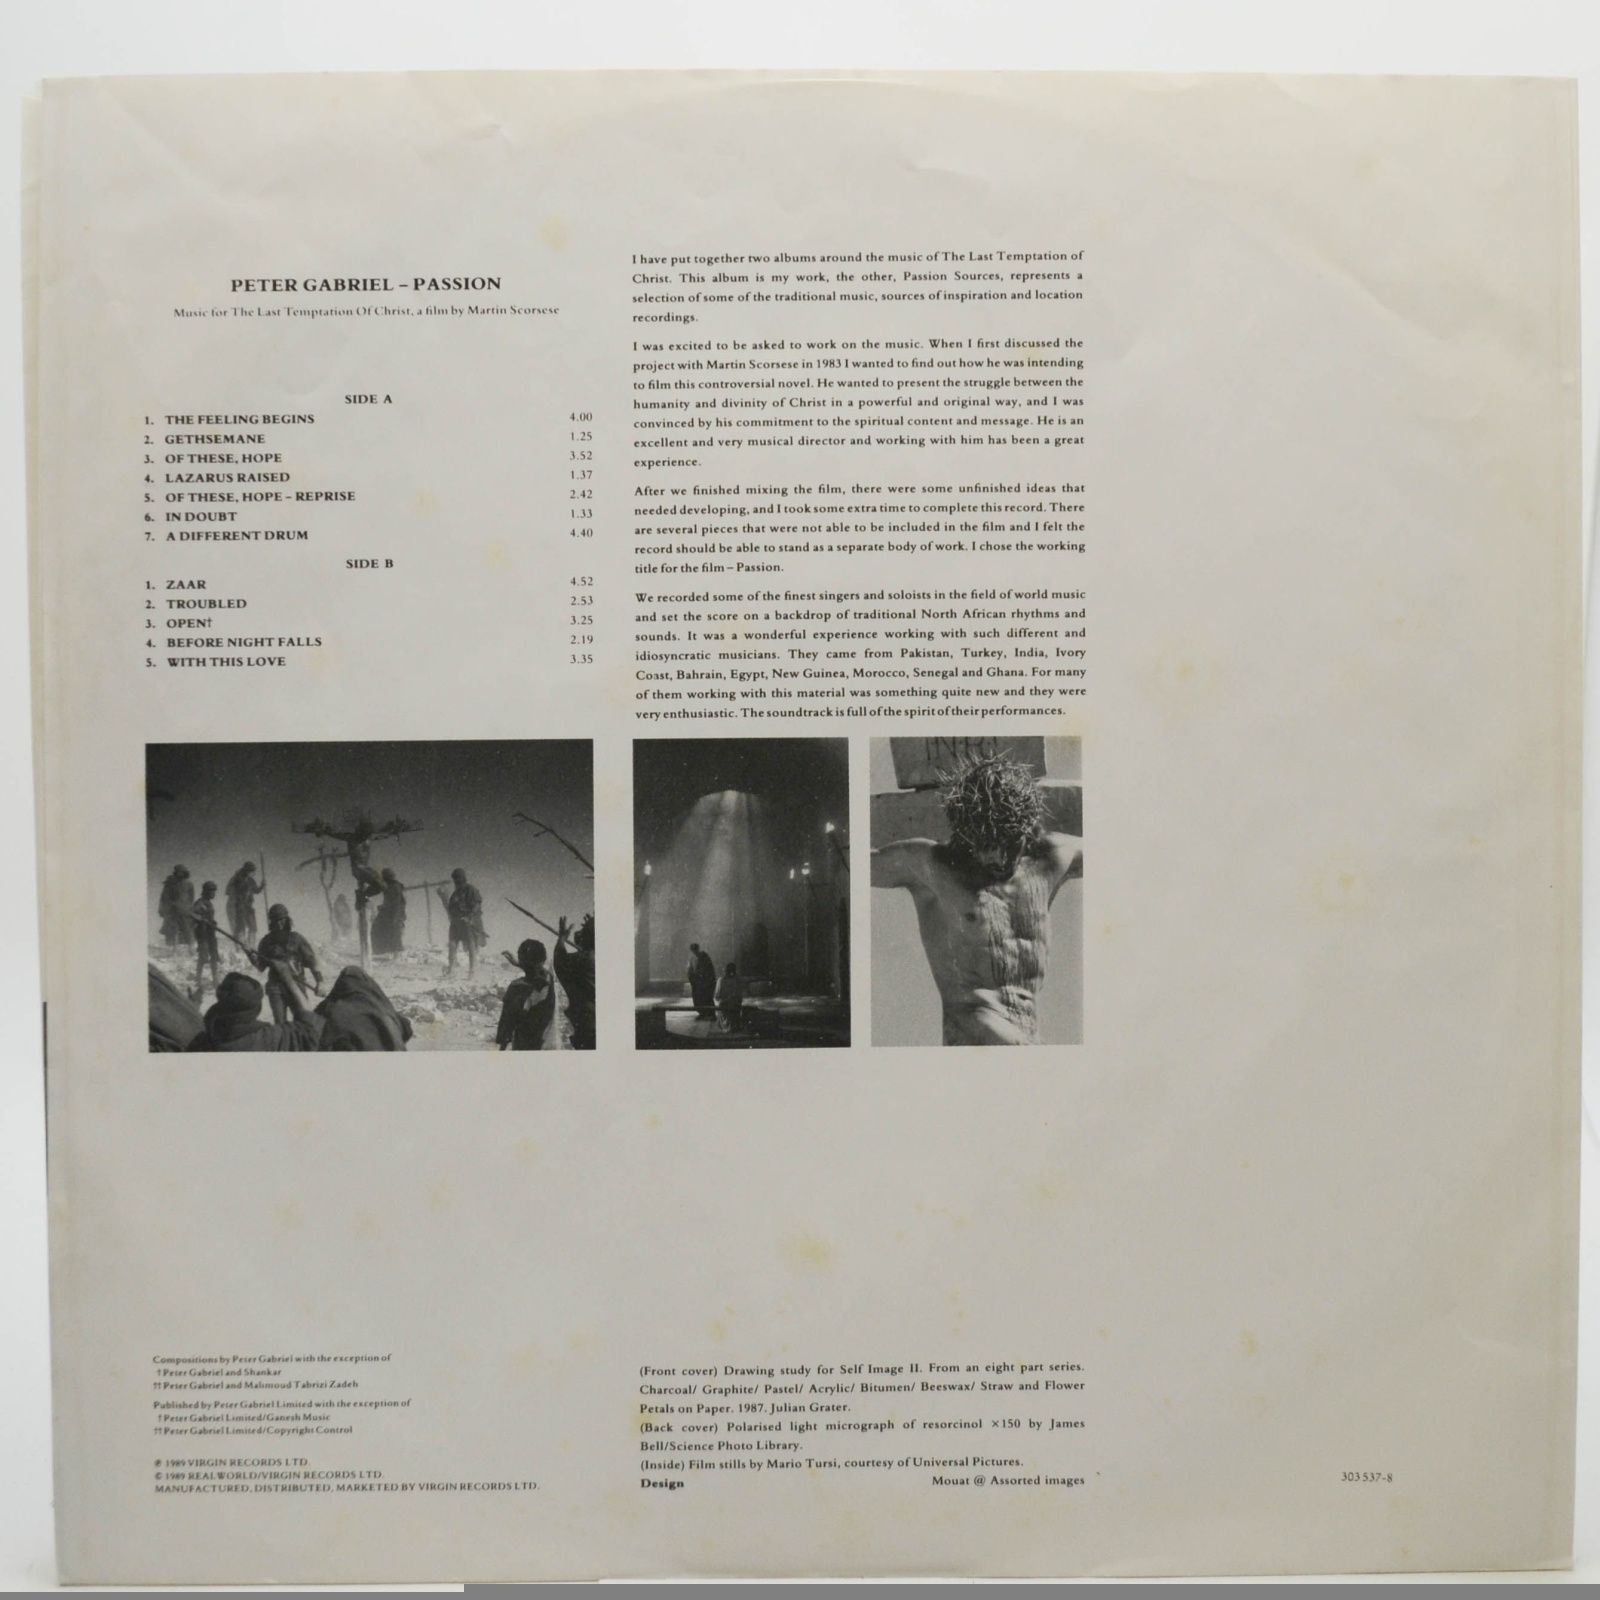 PETER GABRIEL – PASSION
Music for The Last Temptation Of Christ, a film by Martin Scorsese
SIDE A
1. THE FEELING BEGINS 4.00
2. GETHSEMANE 1.25
3. OF THESE, HOPE 3.52
4. LAZARUS RAISED 1.37
5. OF THESE, HOPE – REPRISE 2.42
6. IN DOUBT 1.33
7. A DIFFERENT DRUM 4.40
SIDE B
1. ZAAR 4.52
2. TROUBLED 2.53
3. OPEN† 3.25
4. BEFORE NIGHT FALLS 2.19
5. WITH THIS LOVE 3.35
I have put together two albums around the music of The Last Temptation of
Christ. This album is my work, the other, Passion Sources, represents a
selection of some of the traditional music, sources of inspiration and location
recordings.
I was excited to be asked to work on the music. When I first discussed the
project with Martin Scorsese in 1983 I wanted to find out how he was intending
to film this controversial novel. He wanted to present the struggle between the
humanity and divinity of Christ in a powerful and original way, and I was
convinced by his commitment to the spiritual content and message. He is an
excellent and very musical director and working with him has been a great
experience.
After we finished mixing the film, there were some unfinished ideas that
needed developing, and I took some extra time to complete this record. There
are several pieces that were not able to be included in the film and I felt the
record should be able to stand as a separate body of work. I chose the working
title for the film – Passion.
We recorded some of the finest singers and soloists in the field of world music
and set the score on a backdrop of traditional North African rhythms and
sounds. It was a wonderful experience working with such different and
idiosyncratic musicians. They came from Pakistan, Turkey, India, Ivory
Coast, Bahrain, Egypt, New Guinea, Morocco, Senegal and Ghana. For many
of them working with this material was something quite new and they were
very enthusiastic. The soundtrack is full of the spirit of their performances.
INRI
Compositions by Peter Gabriel with the exception of
† Peter Gabriel and Shankar
†† Peter Gabriel and Mahmoud Tabrizi Zadeh
Published by Peter Gabriel Limited with the exception of
† Peter Gabriel Limited/Ganesh Music
†† Peter Gabriel Limited/Copyright Control
℗ 1989 VIRGIN RECORDS LTD.
© 1989 REAL WORLD/VIRGIN RECORDS LTD.
MANUFACTURED, DISTRIBUTED, MARKETED BY VIRGIN RECORDS LTD.
(Front cover) Drawing study for Self Image II. From an eight part series.
Charcoal/ Graphite/ Pastel/ Acrylic/ Bitumen/ Beeswax/ Straw and Flower
Petals on Paper. 1987. Julian Grater.
(Back cover) Polarised light micrograph of resorcinol ×150 by James
Bell/Science Photo Library.
(Inside) Film stills by Mario Tursi, courtesy of Universal Pictures.
Design Mouat @ Assorted images
303 537-8